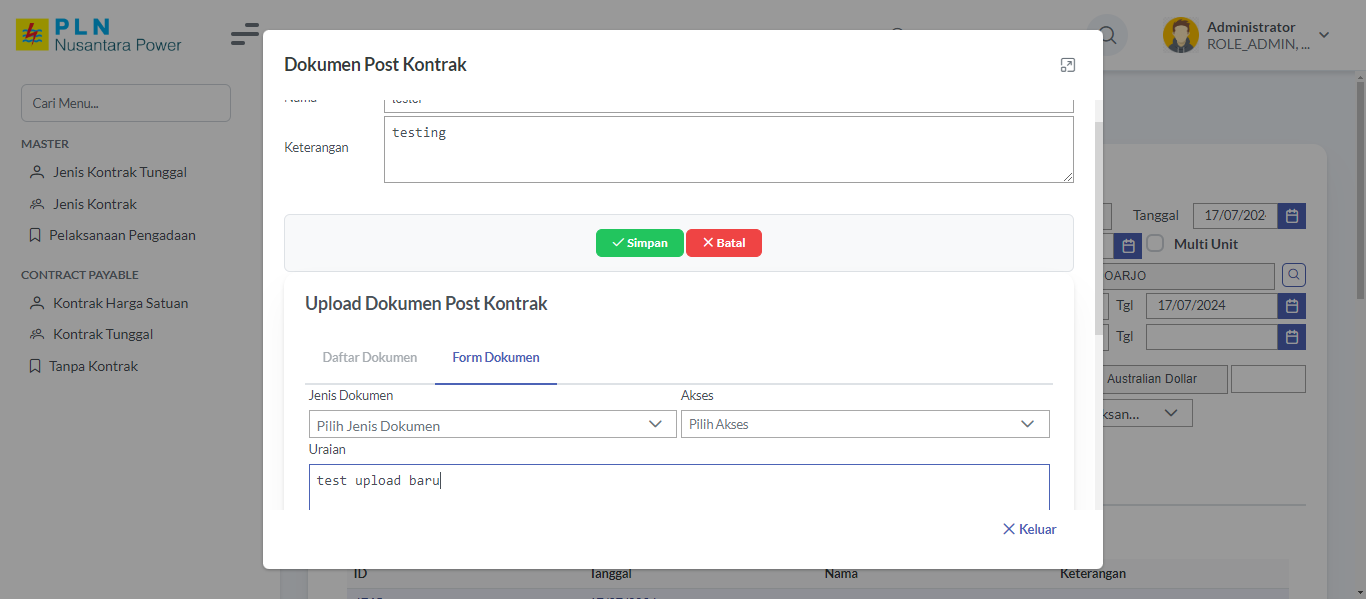 PLN
Nusantara Power
Administrator
ROLE_ADMIN, ...
Cari Menu...
MASTER
Jenis Kontrak Tunggal
Jenis Kontrak
Pelaksanaan Pengadaan
CONTRACT PAYABLE
Kontrak Harga Satuan
Kontrak Tunggal
Tanpa Kontrak
Dokumen Post Kontrak
Nama
tester
Keterangan
testing
Simpan
Batal
Upload Dokumen Post Kontrak
Daftar Dokumen
Form Dokumen
Jenis Dokumen
Akses
Pilih Jenis Dokumen
Pilih Akses
Uraian
test upload baru
Keluar
Tanggal
17/07/202
Multi Unit
OARJO
Tgl
17/07/2024
Tgl
Australian Dollar
ksan...
ID
Tanggal
Nama
Keterangan